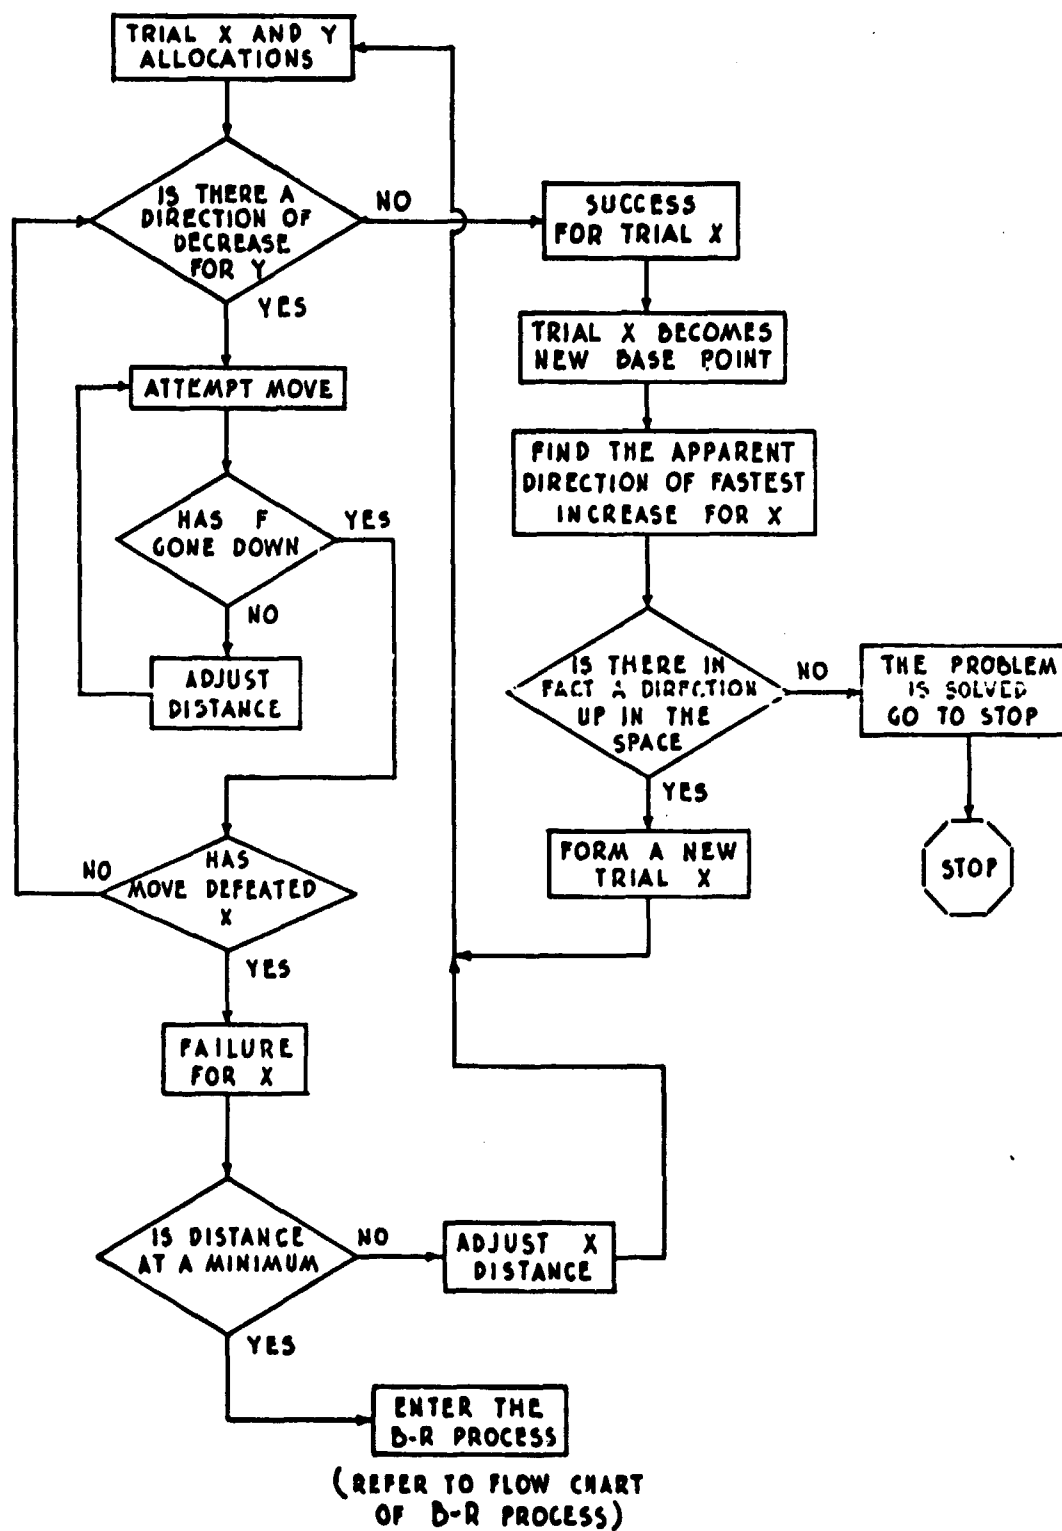 TRIAL X AND Y
ALLOCATIONS
IS THERE A
DIRECTION OF
DECREASE
FOR Y
NO
YES
SUCCESS
FOR TRIAL X
TRIAL X BECOMES
NEW BASE POINT
ATTEMPT MOVE
FIND THE APPARENT
DIRECTION OF FASTEST
INCREASE FOR X
HAS F
GONE DOWN
YES
NO
ADJUST
DISTANCE
IS THERE IN
FACT A DIRECTION
UP IN THE
SPACE
NO
YES
THE PROBLEM
IS SOLVED
GO TO STOP
STOP
FORM A NEW
TRIAL X
HAS
MOVE DEFEATED
X
NO
YES
FAILURE
FOR X
IS DISTANCE
AT A MINIMUM
NO
YES
ADJUST X
DISTANCE
ENTER THE
B-R PROCESS
(REFER TO FLOW CHART
OF B-R PROCESS)